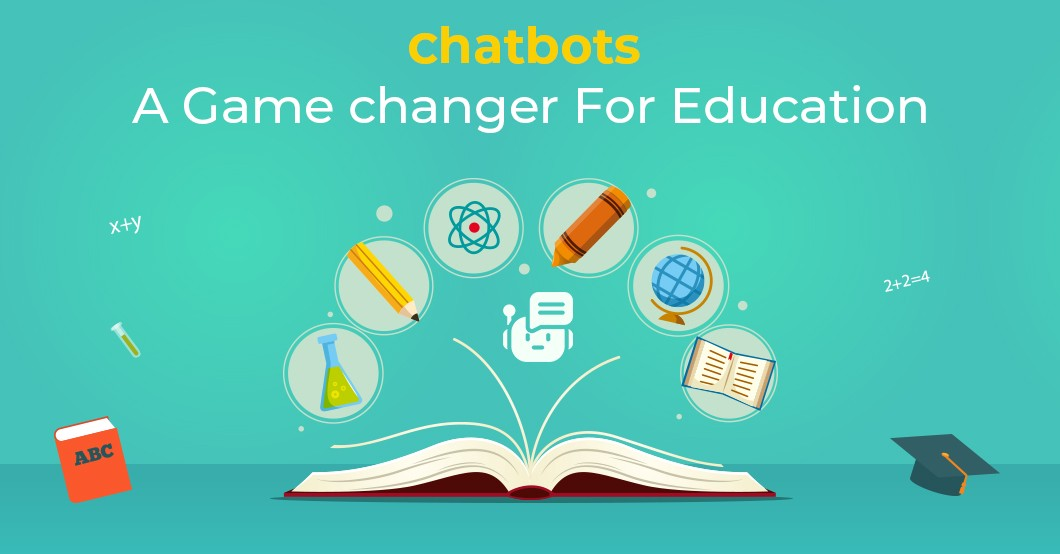 chatbots
A Game changer For Education
x+y
2+2=4
ABC